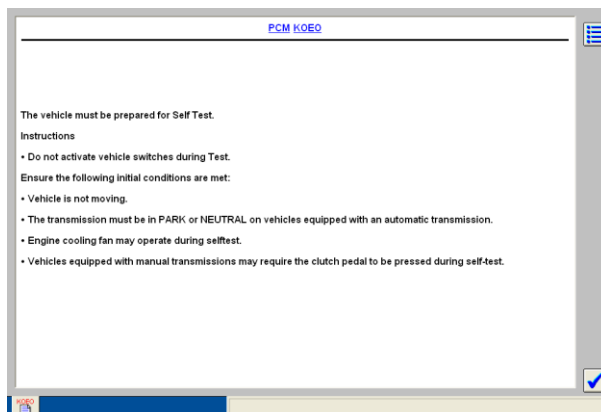 PCM KOEO
The vehicle must be prepared for Self Test.
Instructions
• Do not activate vehicle switches during Test.
Ensure the following initial conditions are met:
• Vehicle is not moving.
• The transmission must be in PARK or NEUTRAL on vehicles equipped with an automatic transmission.
• Engine cooling fan may operate during selftest.
• Vehicles equipped with manual transmissions may require the clutch pedal to be pressed during self-test.
KOEO